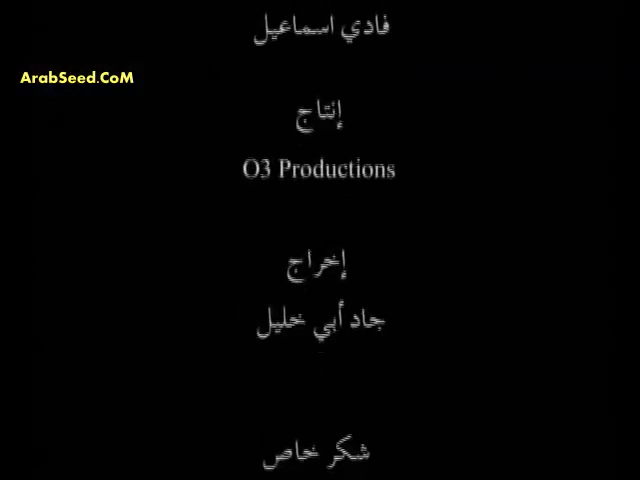 فادي اسماعيل
ArabSeed.CoM
إنتاج
O3 Productions
إخراج
جاد أبي خليل
شكر خاص